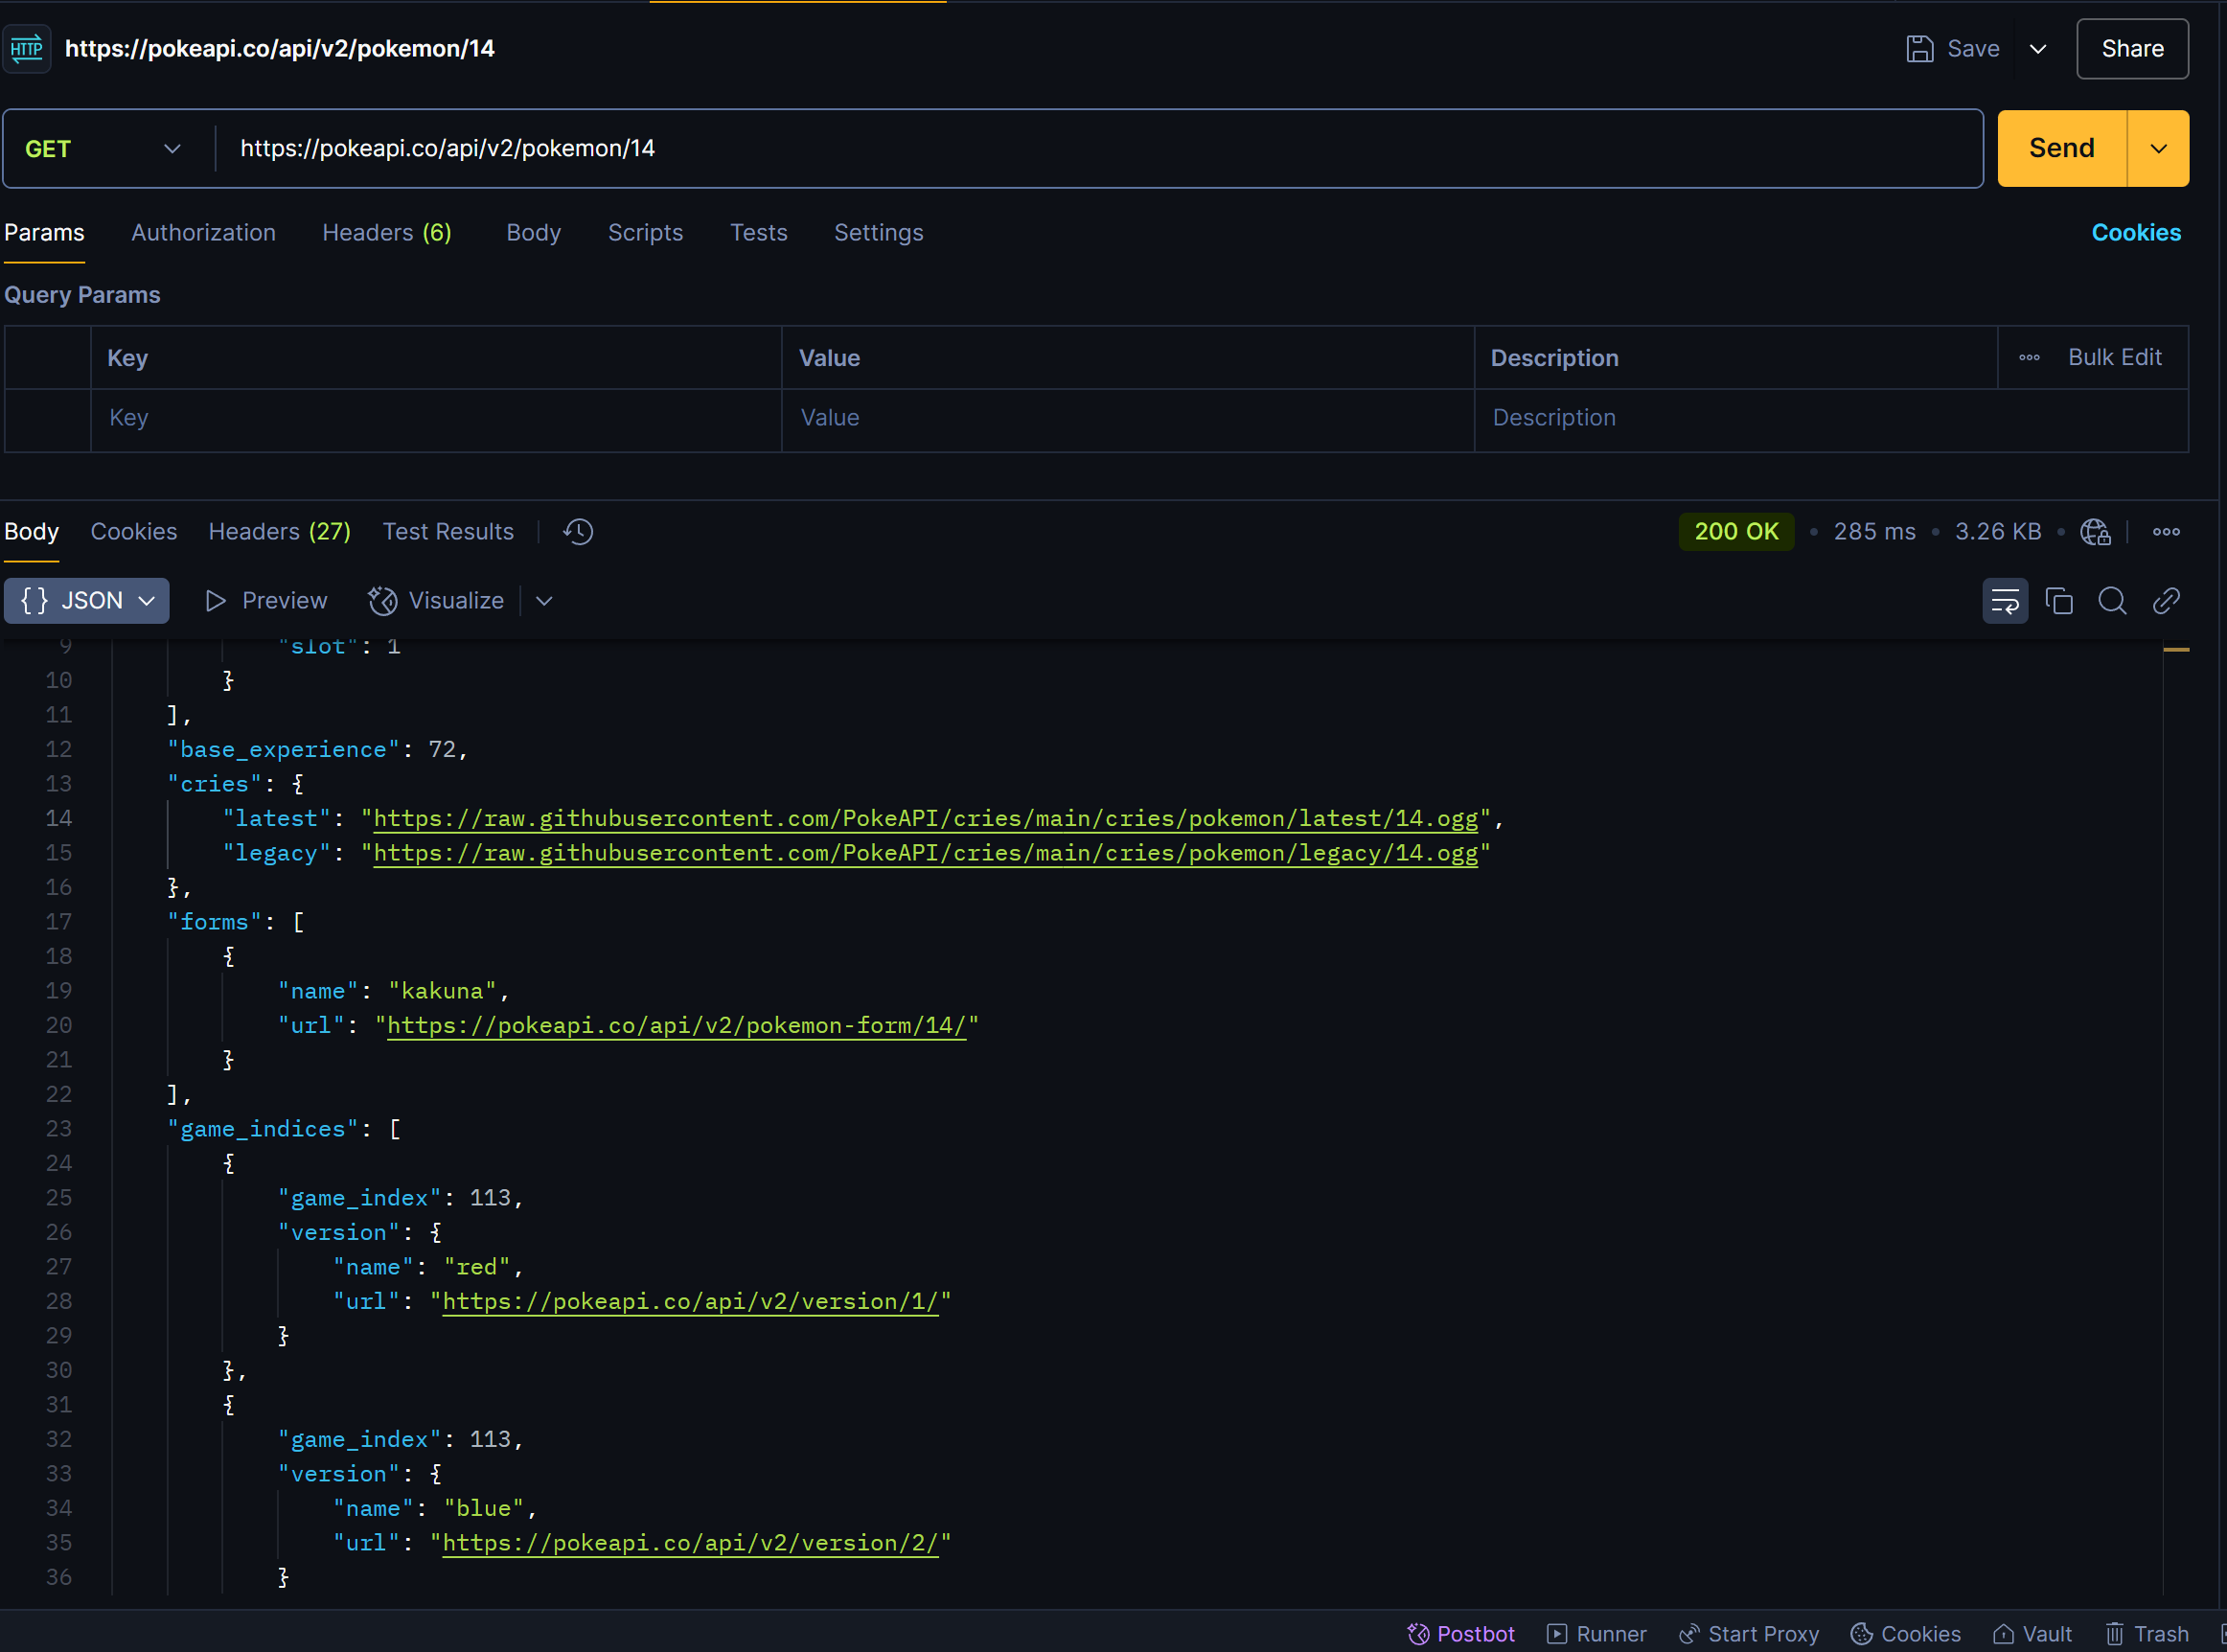 HTTP https://pokeapi.co/api/v2/pokemon/14 Save Share
GET https://pokeapi.co/api/v2/pokemon/14 Send
Params Authorization Headers (6) Body Scripts Tests Settings Cookies
Query Params
Key Value Description Bulk Edit
Key Value Description
Body Cookies Headers (27) Test Results 200 OK 285 ms 3.26 KB
{} JSON Preview Visualize
9 "slot": 1
10 }
11 ],
12 "base_experience": 72,
13 "cries": {
14 "latest": "https://raw.githubusercontent.com/PokeAPI/cries/main/cries/pokemon/latest/14.ogg",
15 "legacy": "https://raw.githubusercontent.com/PokeAPI/cries/main/cries/pokemon/legacy/14.ogg"
16 },
17 "forms": [
18 {
19 "name": "kakuna",
20 "url": "https://pokeapi.co/api/v2/pokemon-form/14/"
21 }
22 ],
23 "game_indices": [
24 {
25 "game_index": 113,
26 "version": {
27 "name": "red",
28 "url": "https://pokeapi.co/api/v2/version/1/"
29 }
30 },
31 {
32 "game_index": 113,
33 "version": {
34 "name": "blue",
35 "url": "https://pokeapi.co/api/v2/version/2/"
36 }
Postbot Runner Start Proxy Cookies Vault Trash